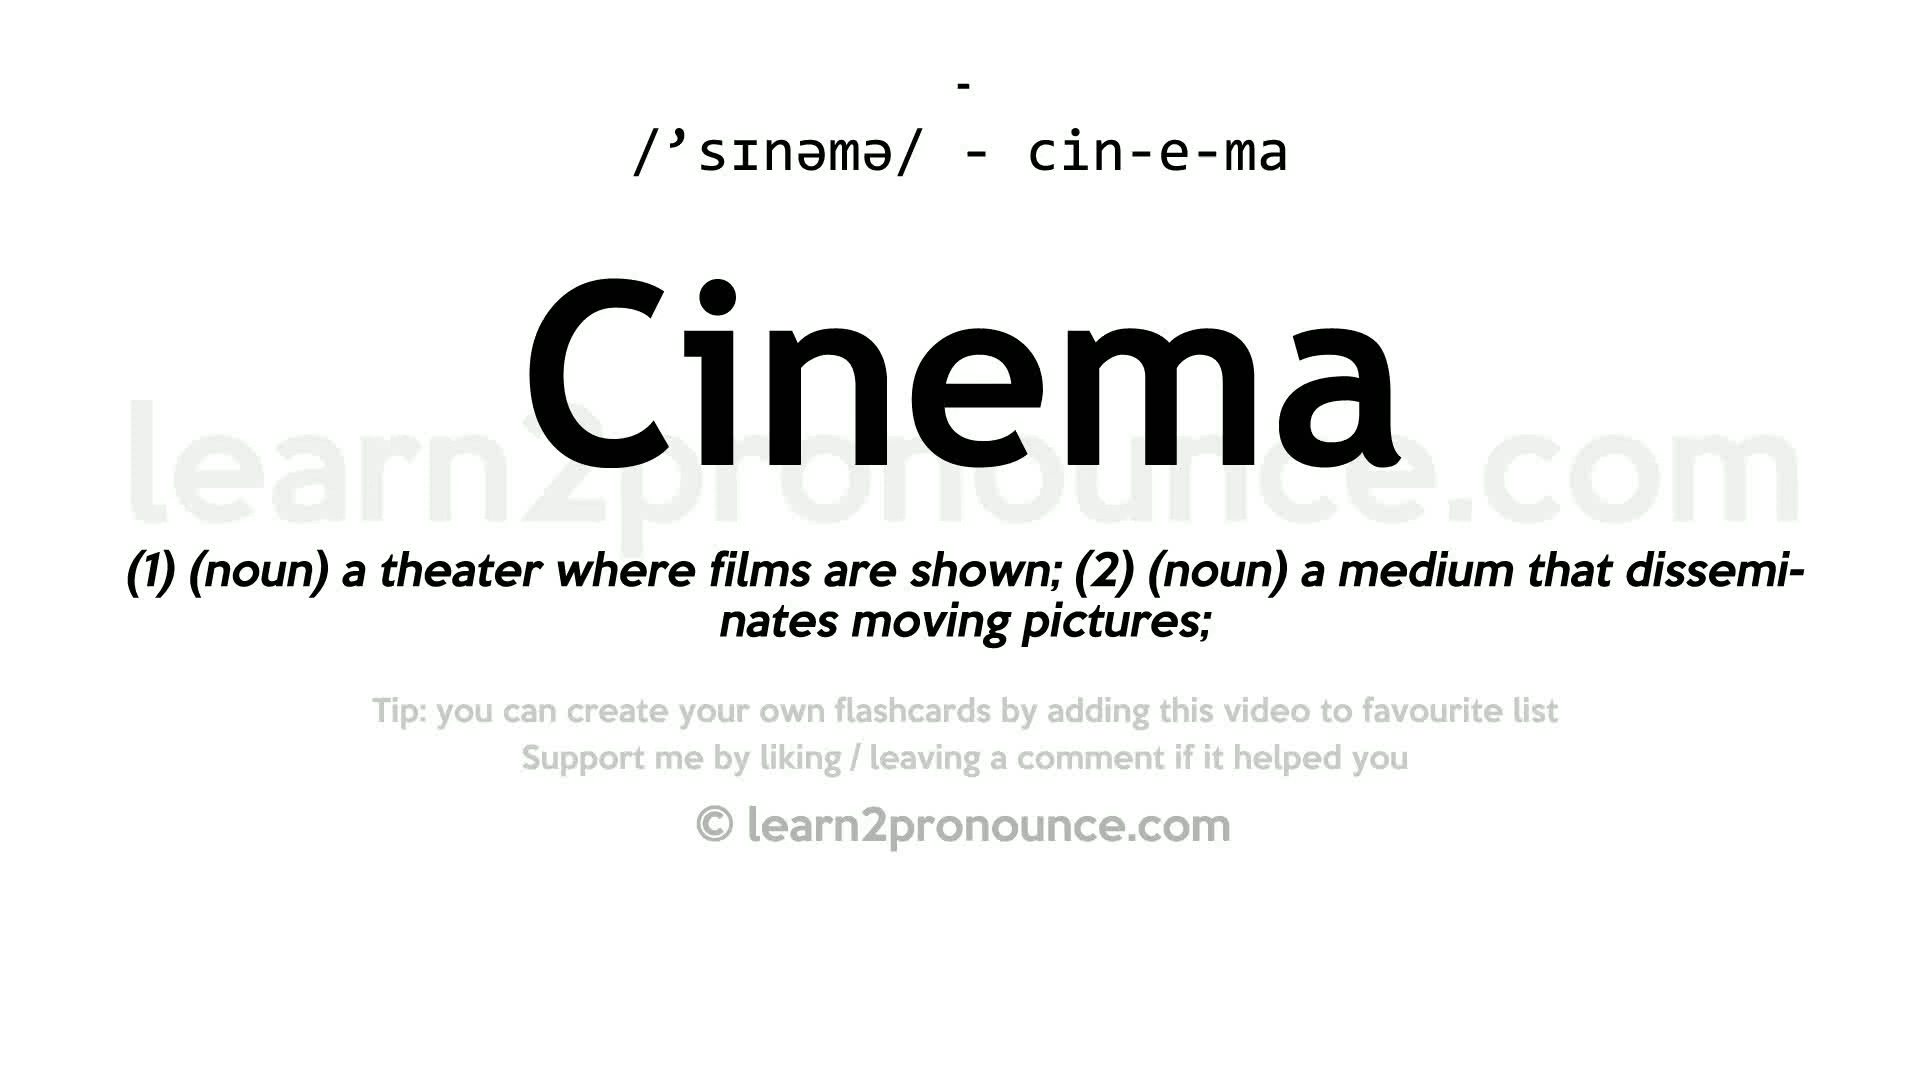 -
/ʼsɪnəmə/ - cin-e-ma
Cinema
learn2pronounce.com
(1) (noun) a theater where films are shown; (2) (noun) a medium that dissemi-
nates moving pictures;
Tip: you can create your own flashcards by adding this video to favourite list
Support me by liking / leaving a comment if it helped you
© learn2pronounce.com